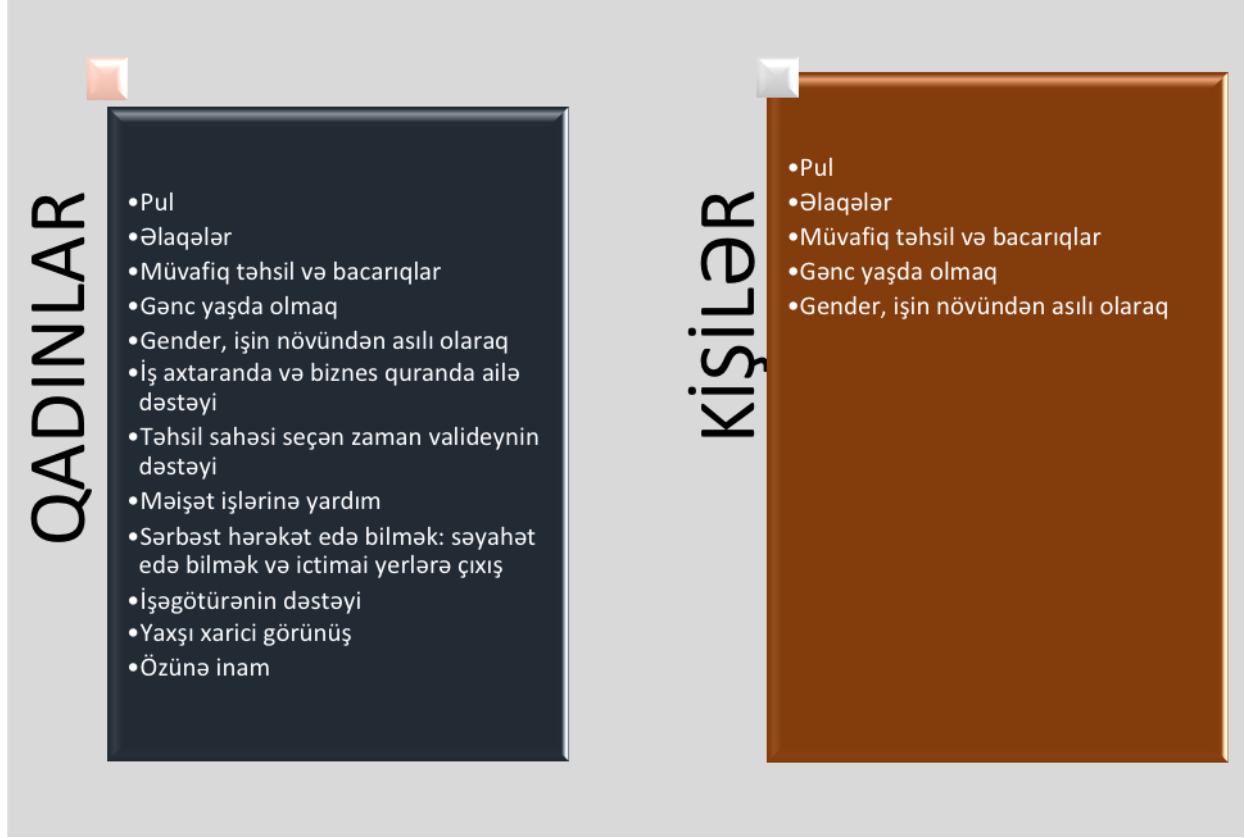 QADINLAR
•Pul
•Əlaqələr
•Müvafiq təhsil və bacarıqlar
•Gənc yaşda olmaq
•Gender, işin növündən asılı olaraq
•İş axtaranda və biznes quranda ailə
dəstəyi
•Təhsil sahəsi seçən zaman valideynin
dəstəyi
•Məişət işlərinə yardım
•Sərbəst hərəkət edə bilmək: səyahət
edə bilmək və ictimai yerlərə çıxış
•İşəgötürənin dəstəyi
•Yaxşı xarici görünüş
•Özünə inam
KİŞİLƏR
•Pul
•Əlaqələr
•Müvafiq təhsil və bacarıqlar
•Gənc yaşda olmaq
•Gender, işin növündən asılı olaraq